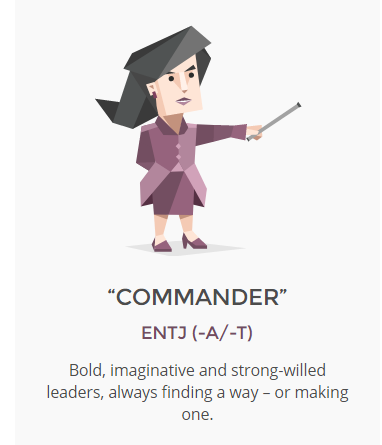 “COMMANDER”
ENTJ (-A/-T)
Bold, imaginative and strong-willed
leaders, always finding a way – or making
one.